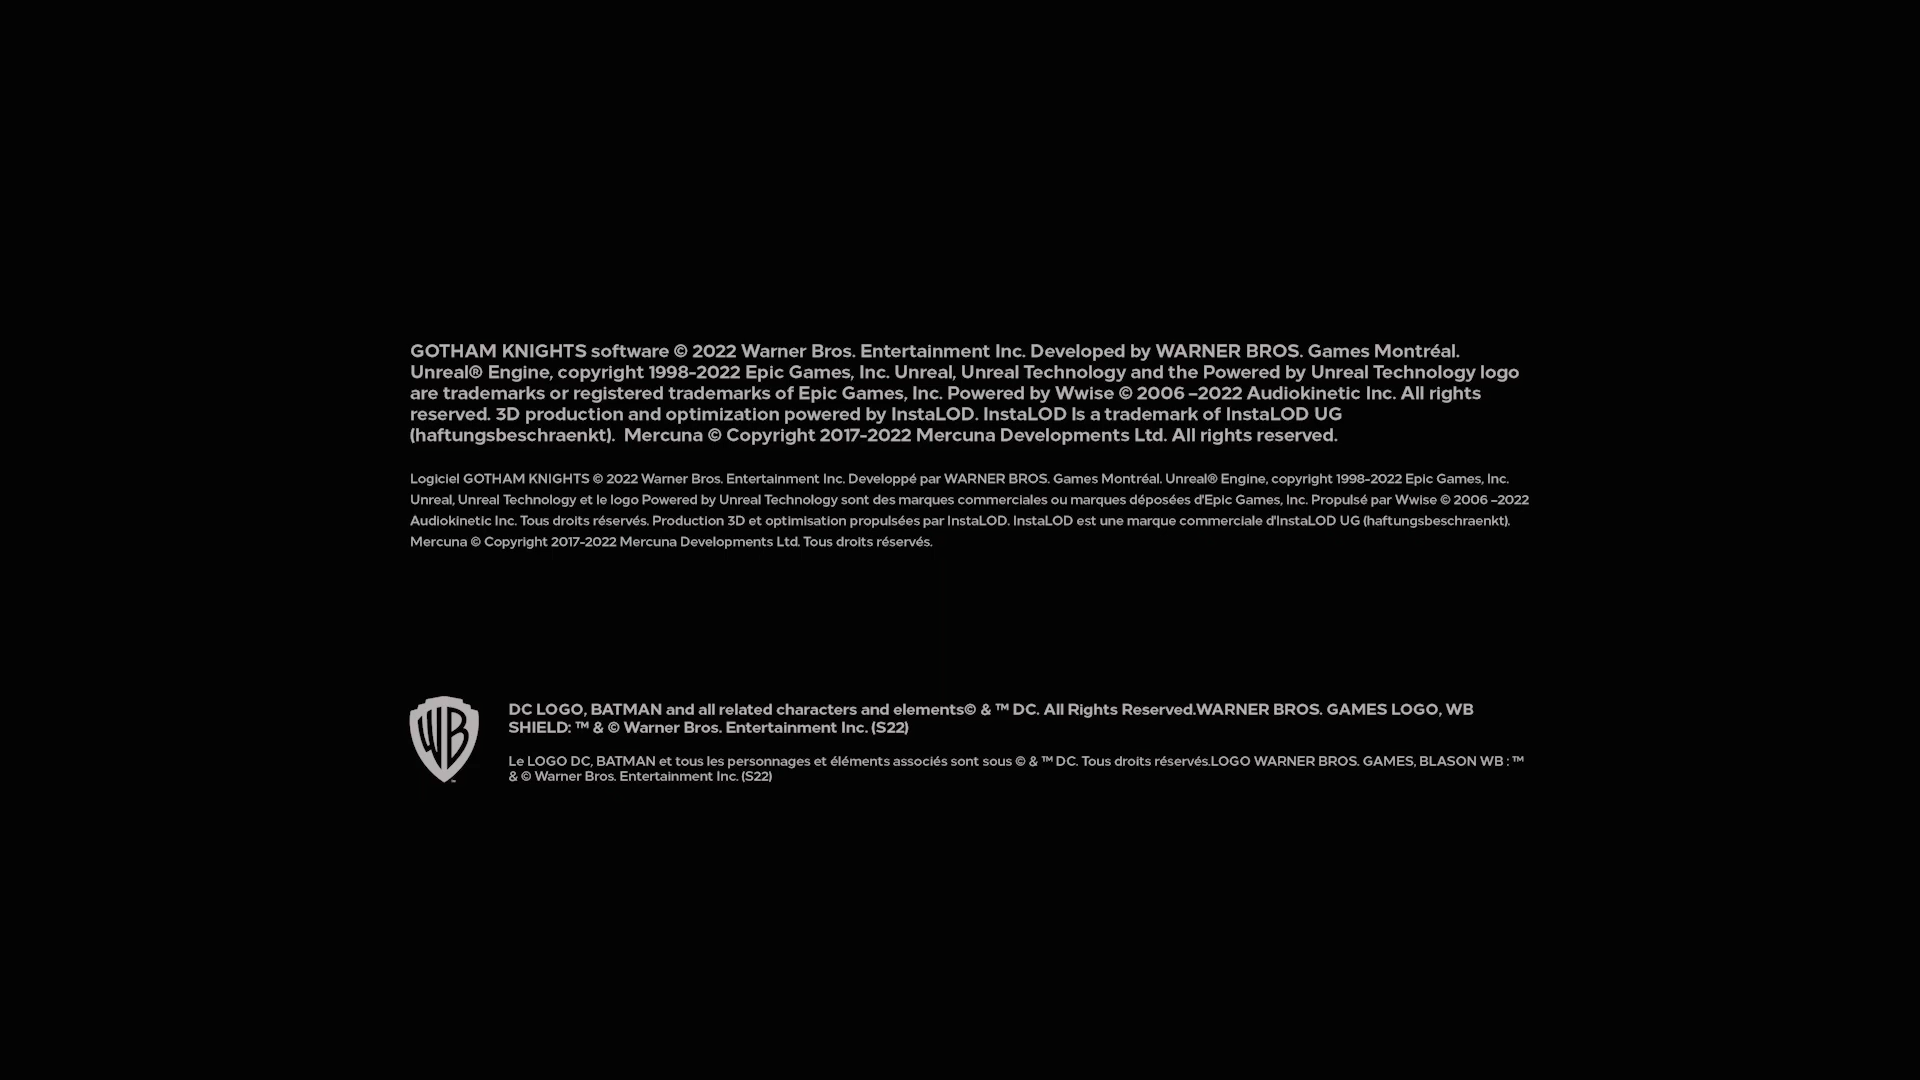 GOTHAM KNIGHTS software © 2022 Warner Bros. Entertainment Inc. Developed by WARNER BROS. Games Montréal.
Unreal® Engine, copyright 1998-2022 Epic Games, Inc. Unreal, Unreal Technology and the Powered by Unreal Technology logo
are trademarks or registered trademarks of Epic Games, Inc. Powered by Wwise © 2006 –2022 Audiokinetic Inc. All rights
reserved. 3D production and optimization powered by InstaLOD. InstaLOD Is a trademark of InstaLOD UG
(haftungsbeschraenkt).  Mercuna © Copyright 2017-2022 Mercuna Developments Ltd. All rights reserved.
Logiciel GOTHAM KNIGHTS © 2022 Warner Bros. Entertainment Inc. Developpé par WARNER BROS. Games Montréal. Unreal® Engine, copyright 1998-2022 Epic Games, Inc.
Unreal, Unreal Technology et le logo Powered by Unreal Technology sont des marques commerciales ou marques déposées d'Epic Games, Inc. Propulsé par Wwise © 2006 –2022
Audiokinetic Inc. Tous droits réservés. Production 3D et optimisation propulsées par InstaLOD. InstaLOD est une marque commerciale d'InstaLOD UG (haftungsbeschraenkt).
Mercuna © Copyright 2017-2022 Mercuna Developments Ltd. Tous droits réservés.
WB
DC LOGO, BATMAN and all related characters and elements© & ™ DC. All Rights Reserved.WARNER BROS. GAMES LOGO, WB
SHIELD: ™ & © Warner Bros. Entertainment Inc. (S22)
Le LOGO DC, BATMAN et tous les personnages et éléments associés sont sous © & ™ DC. Tous droits réservés.LOGO WARNER BROS. GAMES, BLASON WB : ™
& © Warner Bros. Entertainment Inc. (S22)